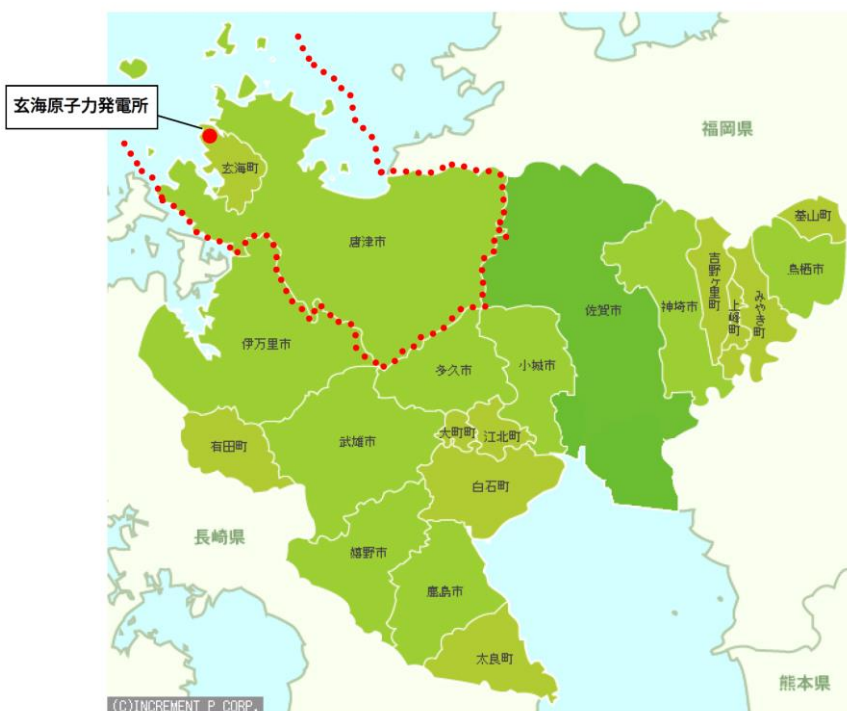 玄海原子力発電所
福岡県
玄海町
基山町
鳥栖市
吉野ヶ里町
みやき町
上峰町
神埼市
唐津市
佐賀市
伊万里市
小城市
多久市
大町町
江北町
有田町
武雄市
白石町
長崎県
嬉野市
鹿島市
太良町
熊本県
(C)INCREMENT P CORP.